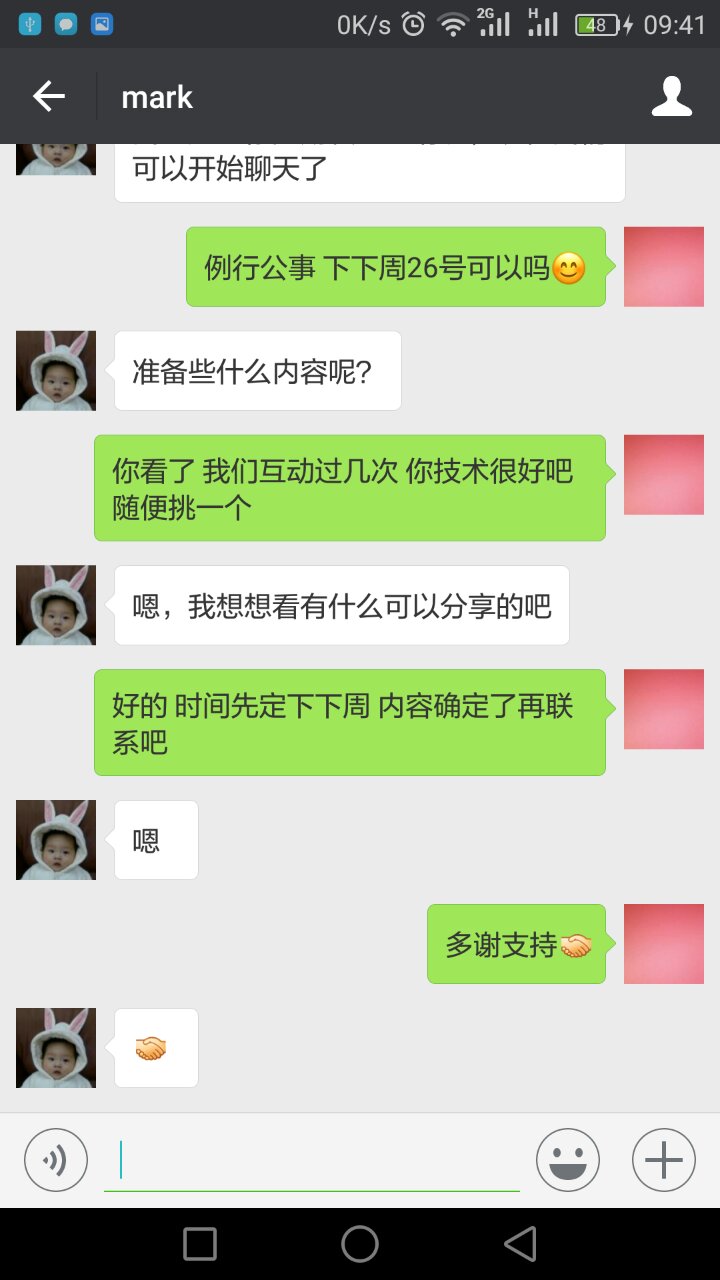 0K/s 2G H 48 09:41
mark
可以开始聊天了
例行公事 下下周26号可以吗😊
准备些什么内容呢?
你看了 我们互动过几次 你技术很好吧
随便挑一个
嗯，我想想看有什么可以分享的吧
好的 时间先定下下周 内容确定了再联
系吧
嗯
多谢支持🤝
🤝